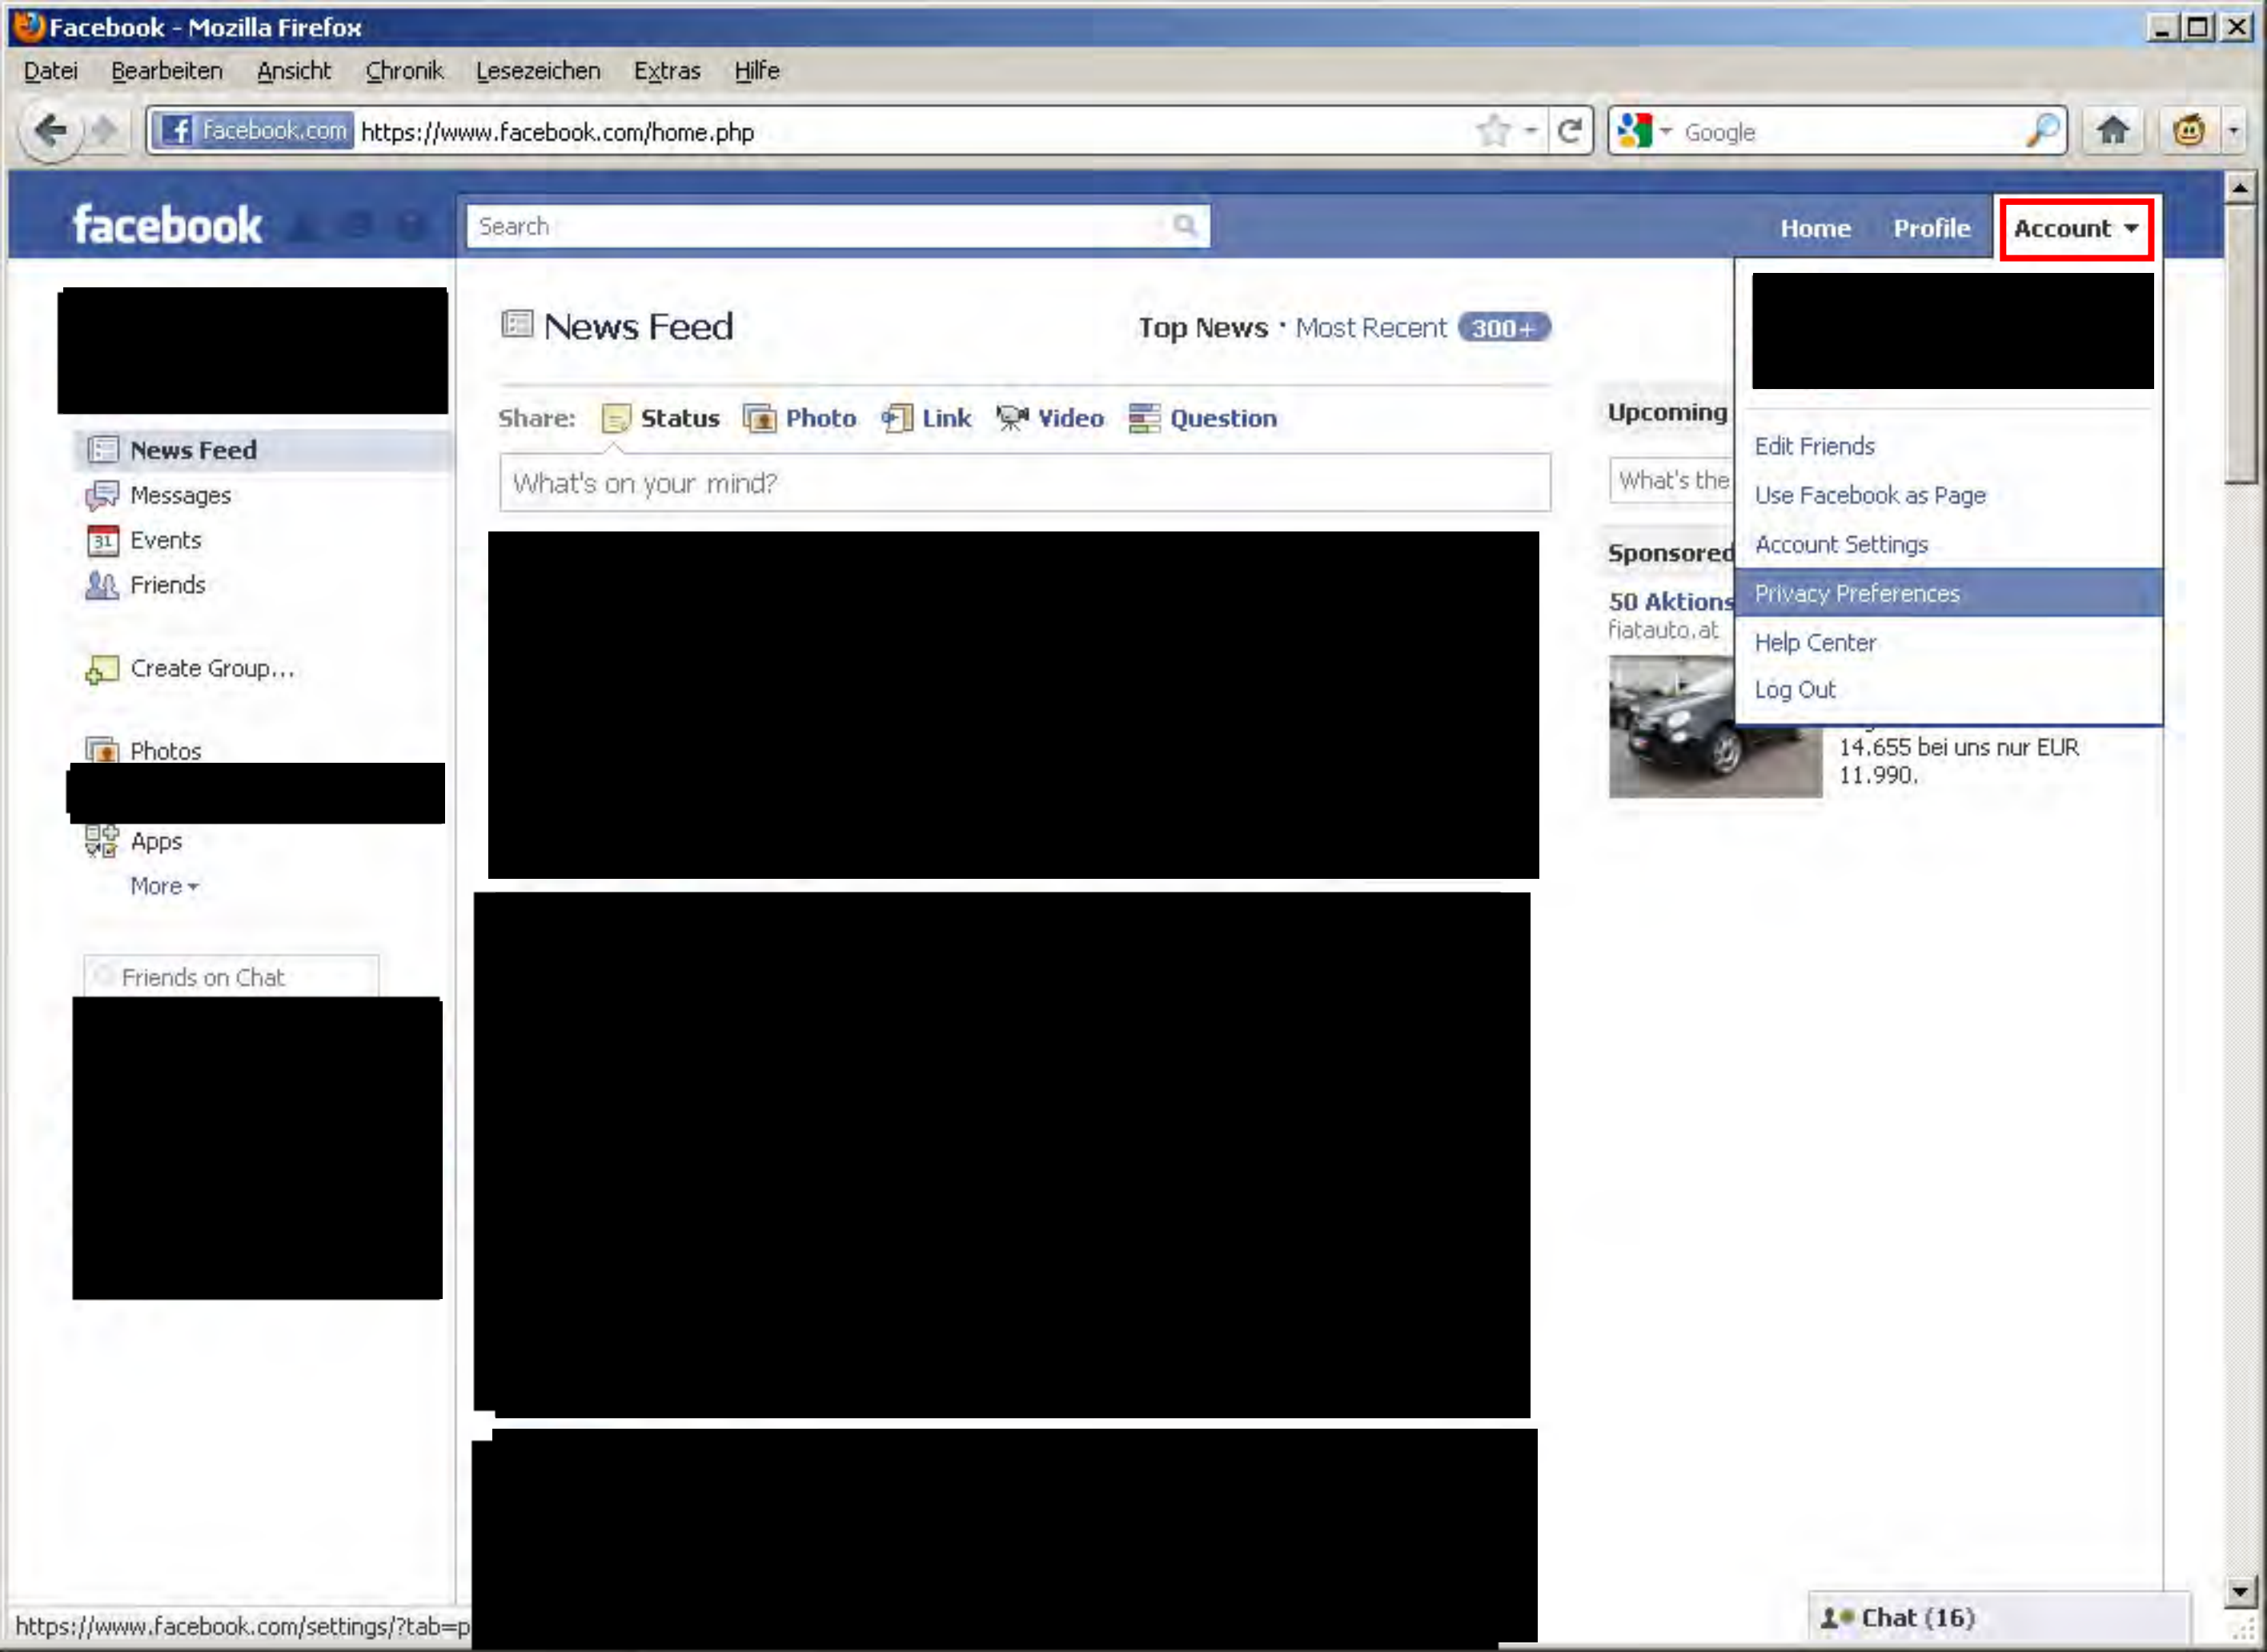 Facebook - Mozilla Firefox
Datei Bearbeiten Ansicht Chronik Lesezeichen Extras Hilfe
facebook.com https://www.facebook.com/home.php
Google
facebook
Search
Home Profile Account
News Feed
Top News · Most Recent 300+
Share: Status Photo Link Video Question
What's on your mind?
News Feed
Messages
31 Events
Friends
Create Group...
Photos
Apps
More
Friends on Chat
Upcoming
What's the
Sponsored
50 Aktions
fiatauto.at
14.655 bei uns nur EUR
11.990.
Edit Friends
Use Facebook as Page
Account Settings
Privacy Preferences
Help Center
Log Out
https://www.facebook.com/settings/?tab=p
Chat (16)